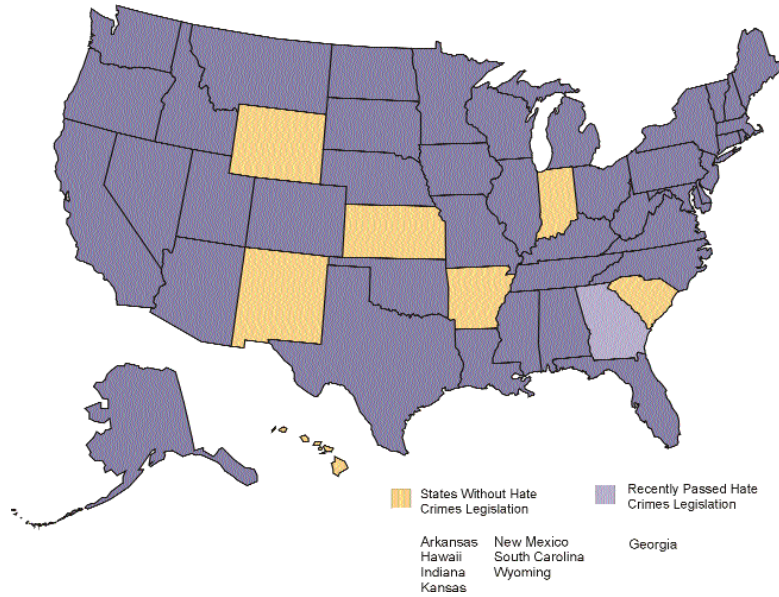 States Without Hate
Crimes Legislation
Recently Passed Hate
Crimes Legislation
Arkansas New Mexico
Hawaii South Carolina
Indiana Wyoming
Kansas
Georgia